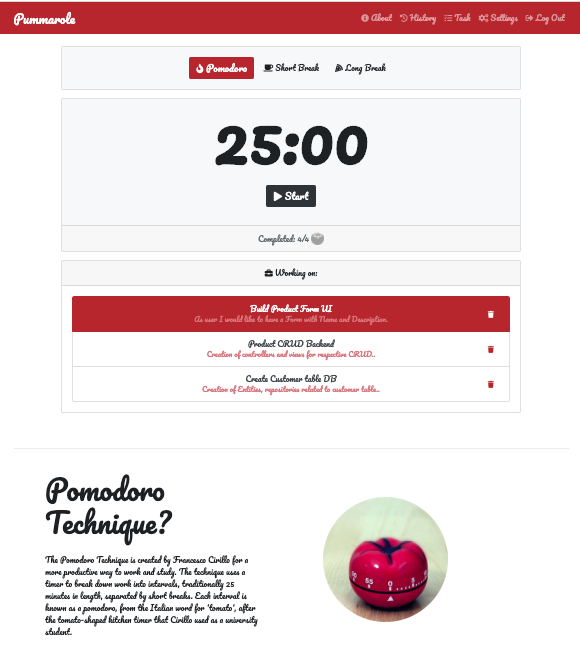 Pummarole
About History Task Settings Log Out
Pomodoro Short Break Long Break
25:00
Start
Completed: 4/4
Working on:
Build Product Form UI
As user I would like to have a Form with Name and Description.
Product CRUD Backend
Creation of controllers and views for respective CRUD..
Create Customer table DB
Creation of Entities, repositories related to customer table..
Pomodoro
Technique?
The Pomodoro Technique is created by Francesco Cirillo for a
more productive way to work and study. The technique uses a
timer to break down work into intervals, traditionally 25
minutes in length, separated by short breaks. Each interval is
known as a pomodoro, from the Italian word for 'tomato', after
the tomato-shaped kitchen timer that Cirillo used as a university
student.
50 55 0 5